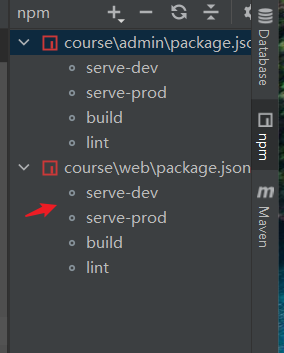 npm
course\admin\package.jso
serve-dev
serve-prod
build
lint
course\web\package.json
serve-dev
serve-prod
build
lint
Database
npm
Maven